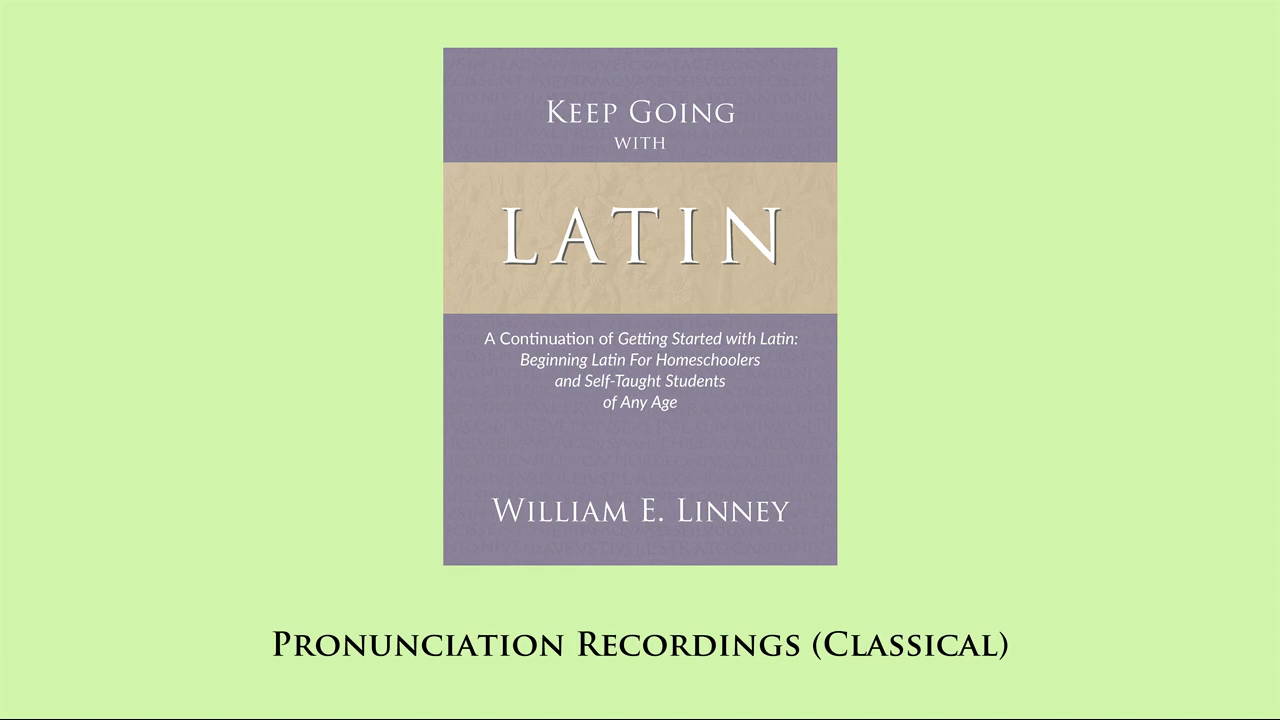 Keep Going
with
LATIN
A Continuation of Getting Started with Latin:
Beginning Latin For Homeschoolers
and Self-Taught Students
of Any Age
William E. Linney
Pronunciation Recordings (Classical)